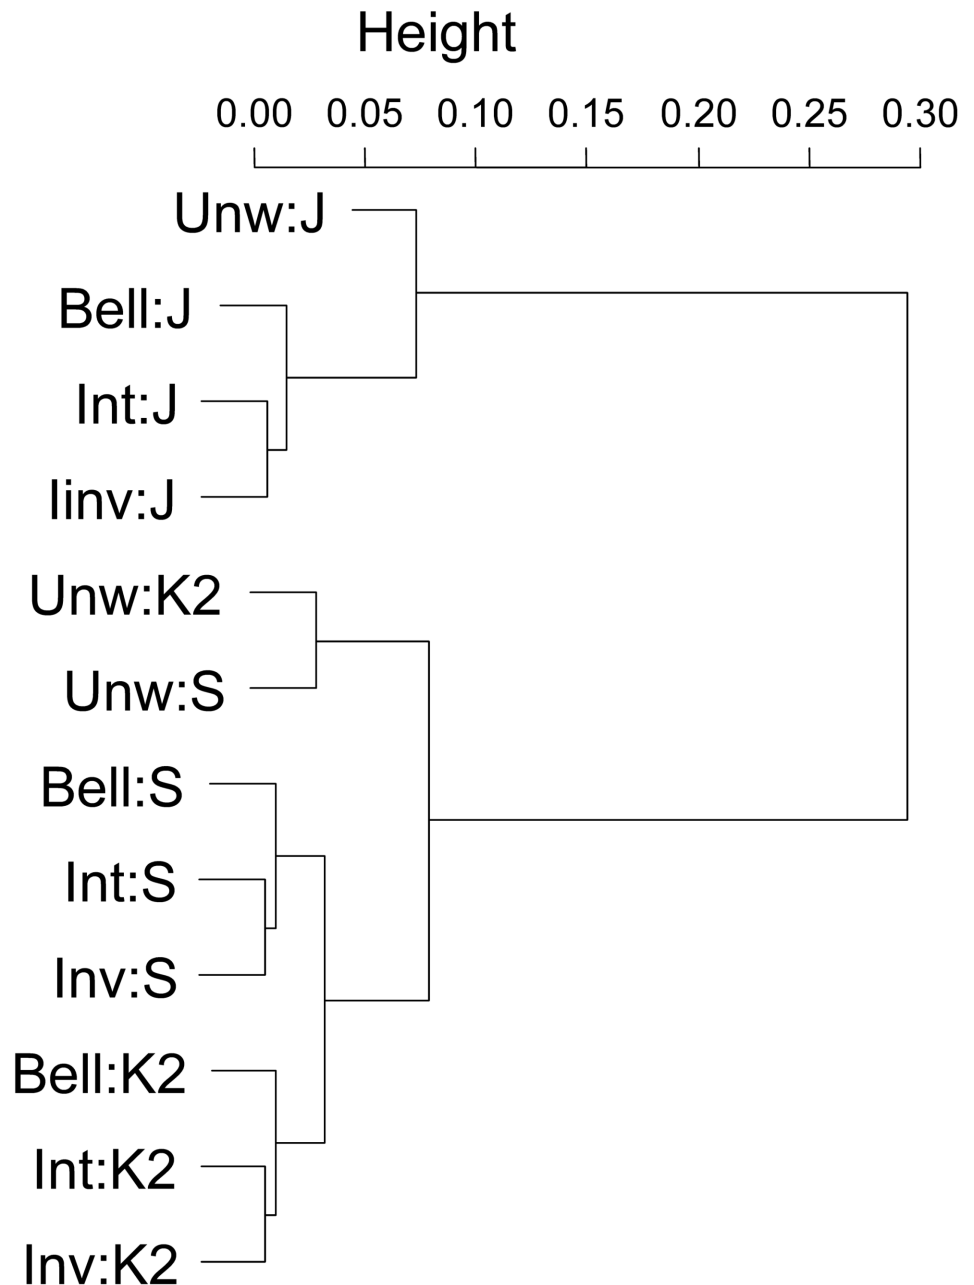 Height
0.00 0.05 0.10 0.15 0.20 0.25 0.30
Unw:J
Bell:J
Int:J
Iinv:J
Unw:K2
Unw:S
Bell:S
Int:S
Inv:S
Bell:K2
Int:K2
Inv:K2